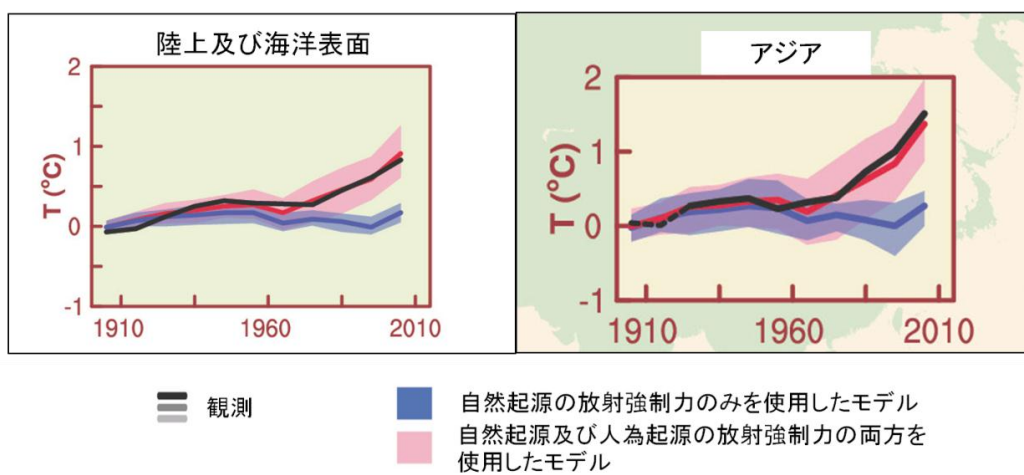 陸上及び海洋表面
2
1
0
-1
T (°C)
1910 1960 2010
アジア
2
1
0
-1
T (°C)
1910 1960 2010
観測
自然起源の放射強制力のみを使用したモデル
自然起源及び人為起源の放射強制力の両方を
使用したモデル